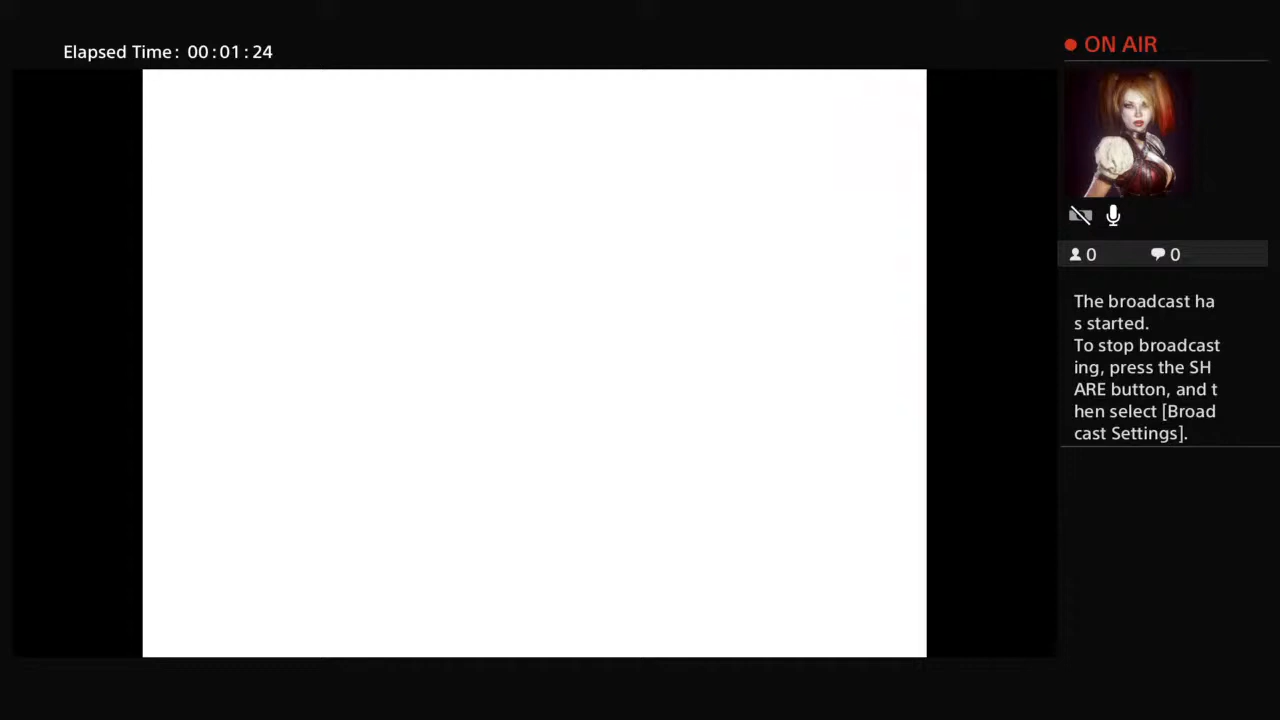 Elapsed Time: 00:01:24
ON AIR
0
0
The broadcast ha
s started.
To stop broadcast
ing, press the SH
ARE button, and t
hen select [Broad
cast Settings].